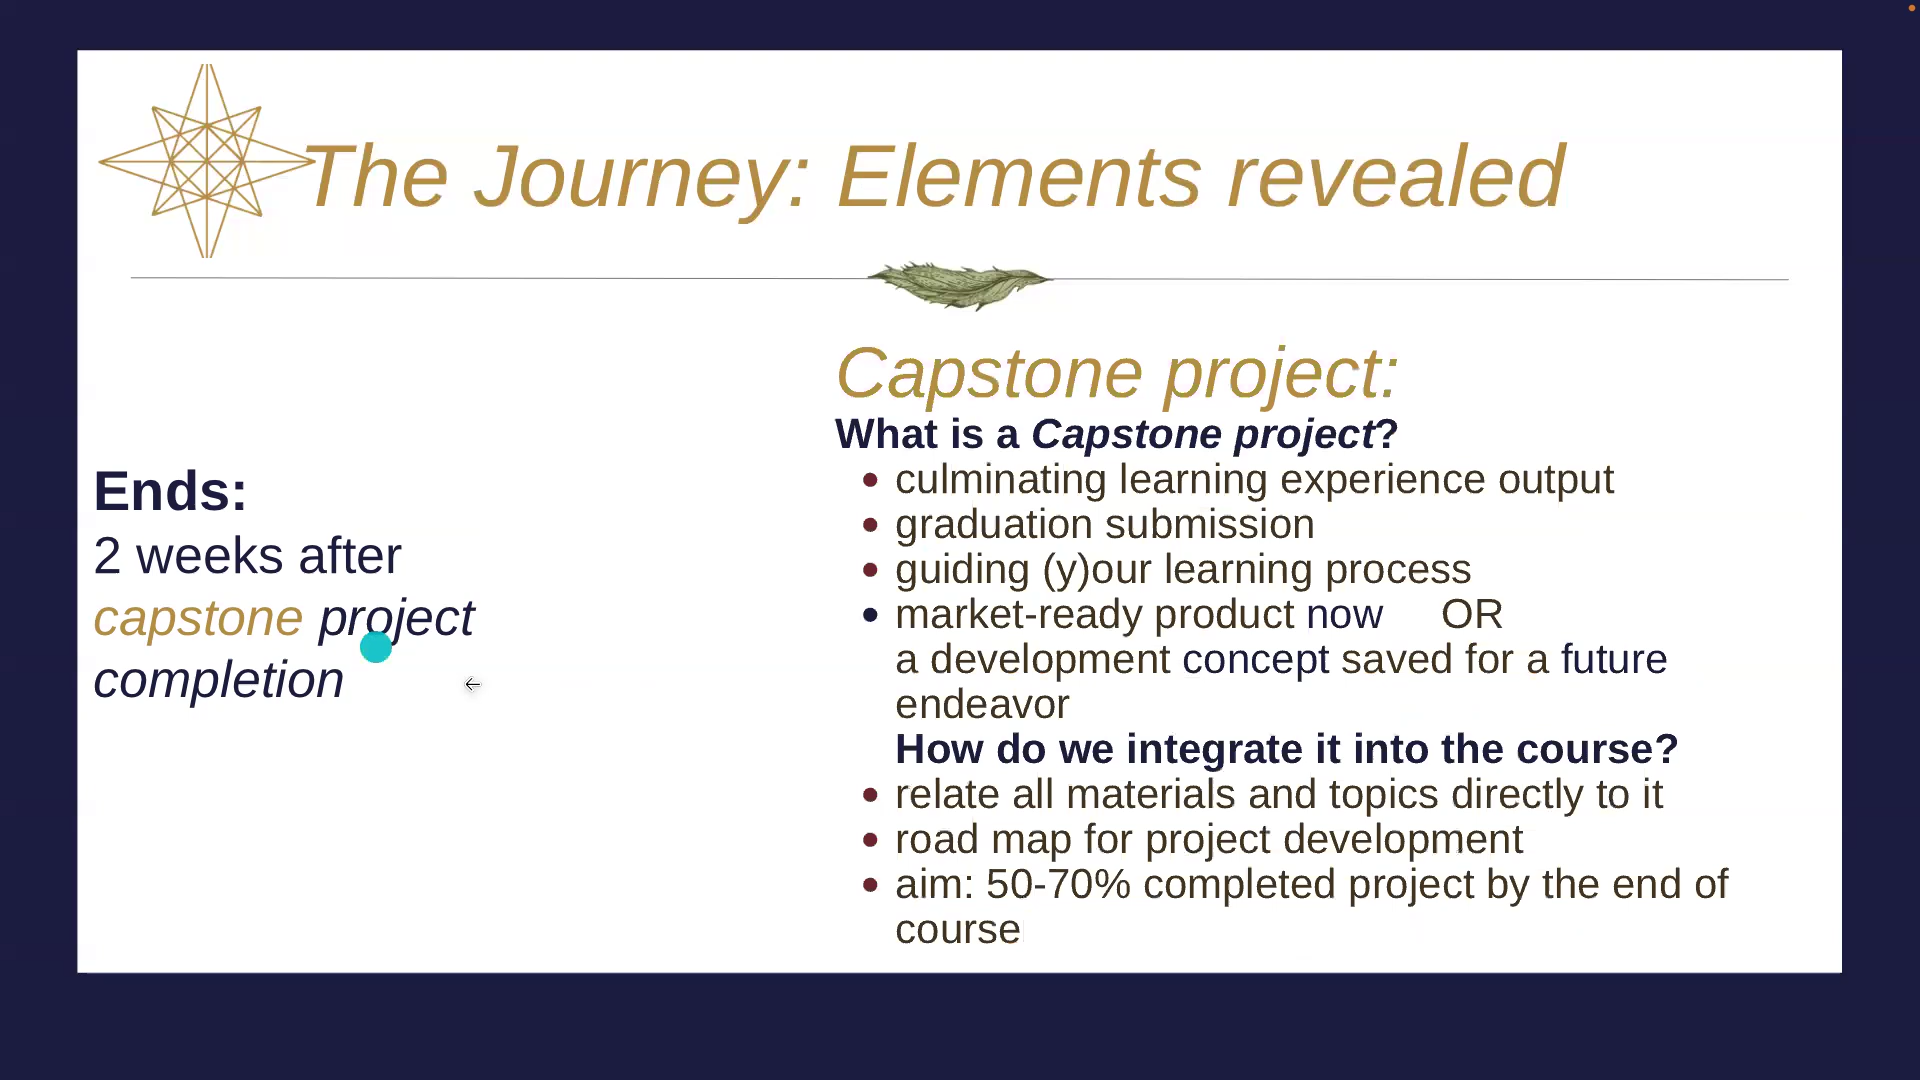 The Journey: Elements revealed
Ends:
2 weeks after
capstone project
completion
Capstone project:
What is a Capstone project?
• culminating learning experience output
• graduation submission
• guiding (y)our learning process
• market-ready product now OR
a development concept saved for a future
endeavor
How do we integrate it into the course?
• relate all materials and topics directly to it
• road map for project development
• aim: 50-70% completed project by the end of
course